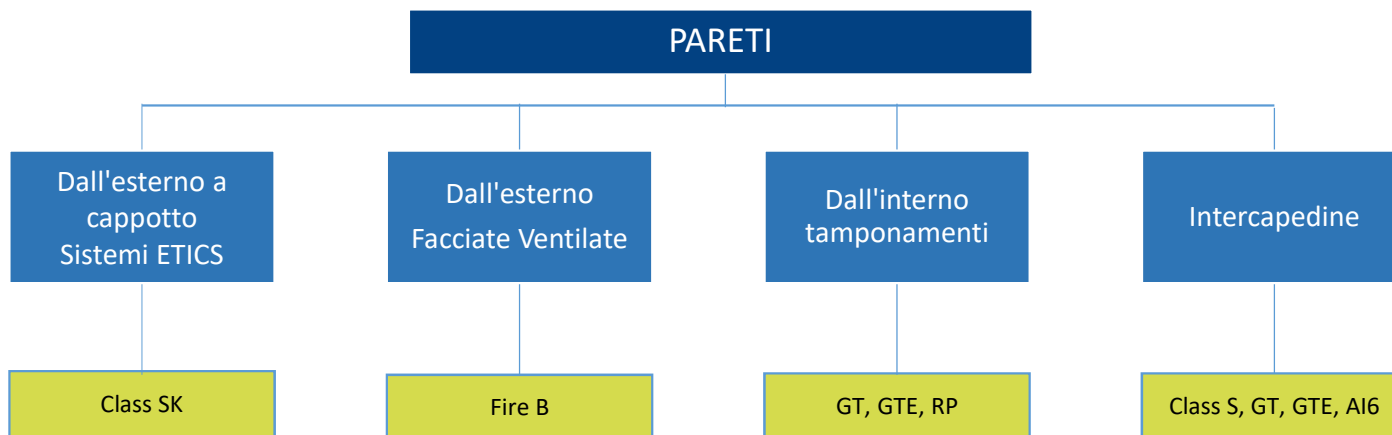 PARETI
Dall'esterno a
cappotto
Sistemi ETICS
Dall'esterno
Facciate Ventilate
Dall'interno
tamponamenti
Intercapedine
Class SK
Fire B
GT, GTE, RP
Class S, GT, GTE, AI6